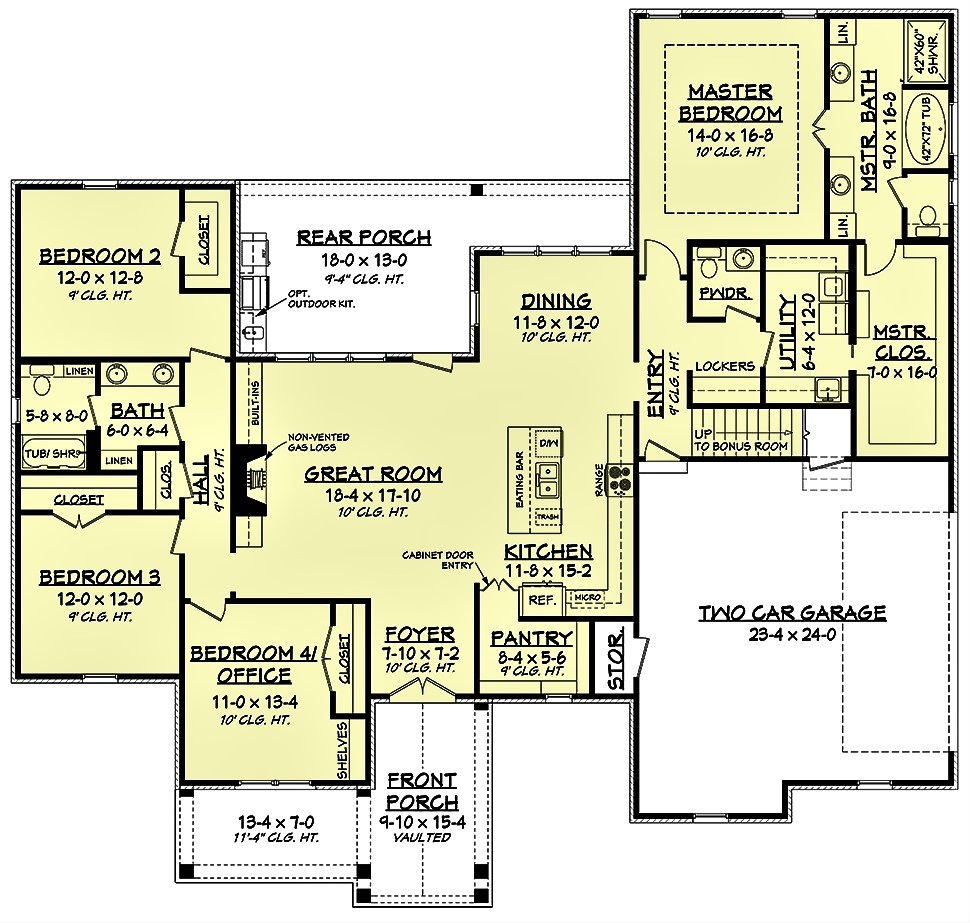 MASTER
BEDROOM
14-0 x 16-8
10' CLG. HT.
LIN.
MSTR. BATH
9-0 x 16-8
42"X60"
SHWR.
42"X72" TUB
LIN.
BEDROOM 2
12-0 x 12-8
9' CLG. HT.
CLOSET
REAR PORCH
18-0 x 13-0
9'-4" CLG. HT.
REF.
OPT.
OUTDOOR KIT.
DINING
11-8 x 12-0
10' CLG. HT.
PWDR.
UTILITY
6-4 x 12-0
MSTR.
CLOS.
7-0 x 16-0
LOCKERS
ENTRY
9' CLG. HT.
UP
TO BONUS ROOM
LINEN
5-8 x 8-0
TUB/ SHR.
BATH
6-0 x 6-4
LINEN
BUILT-INS
NON-VENTED
GAS LOGS
CLOSET
CLOS.
HALL
9' CLG. HT.
GREAT ROOM
18-4 x 17-10
10' CLG. HT.
EATING BAR
D/W
TRASH
RANGE
KITCHEN
11-8 x 15-2
CABINET DOOR
ENTRY
REF.
MICRO
BEDROOM 3
12-0 x 12-0
9' CLG. HT.
BEDROOM 4/
OFFICE
11-0 x 13-4
10' CLG. HT.
CLOSET
SHELVES
FOYER
7-10 x 7-2
10' CLG. HT.
PANTRY
8-4 x 5-6
9' CLG. HT.
STOR.
TWO CAR GARAGE
23-4 x 24-0
FRONT
PORCH
9-10 x 15-4
VAULTED
13-4 x 7-0
11'-4" CLG. HT.